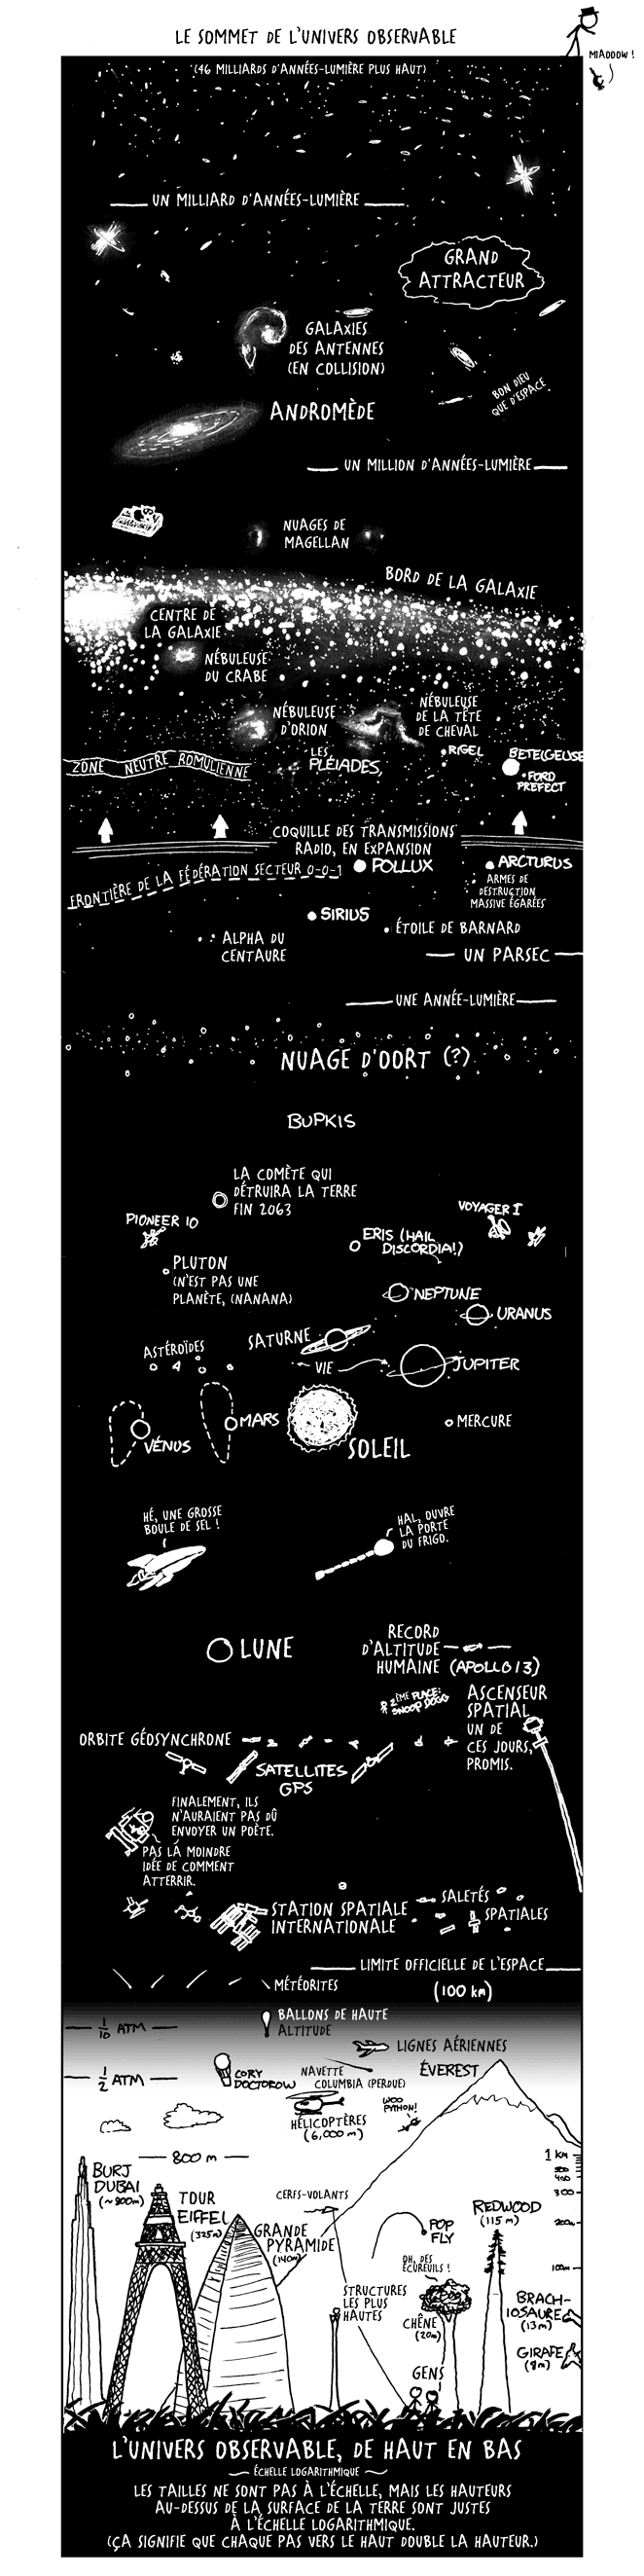 LE SOMMET DE L'UNIVERS OBSERVABLE
MIAOOOW !
(46 MILLIARDS D'ANNÉES-LUMIÈRE PLUS HAUT)
UN MILLIARD D'ANNÉES-LUMIÈRE
GRAND
ATTRACTEUR
GALAXIES
DES ANTENNES
(EN COLLISION)
BON DIEU
QUE D'ESPACE
ANDROMÈDE
UN MILLION D'ANNÉES-LUMIÈRE
NUAGES DE
MAGELLAN
BORD DE LA GALAXIE
CENTRE DE
LA GALAXIE
NÉBULEUSE
DU CRABE
NÉBULEUSE
D'ORION
NÉBULEUSE
DE LA TÊTE
DE CHEVAL
ZONE NEUTRE ROMULIENNE
LES
PLÉIADES
RIGEL
BETELGEUSE
FORD
PREFECT
COQUILLE DES TRANSMISSIONS
RADIO, EN EXPANSION
FRONTIÈRE DE LA FÉDÉRATION SECTEUR 0-0-1
POLLUX
ARCTURUS
ARMES DE
DESTRUCTION
MASSIVE ÉGARÉES
SIRIUS
ÉTOILE DE BARNARD
ALPHA DU
CENTAURE
UN PARSEC
UNE ANNÉE-LUMIÈRE
NUAGE D'OORT (?)
BUPKIS
LA COMÈTE QUI
DÉTRUIRA LA TERRE
FIN 2063
PIONEER 10
VOYAGER I
ERIS (HAIL
DISCORDIA!)
PLUTON
(N'EST PAS UNE
PLANÈTE, (NANANA)
NEPTUNE
URANUS
ASTÉROÏDES
SATURNE
VIE
JUPITER
VÉNUS
MARS
SOLEIL
MERCURE
HÉ, UNE GROSSE
BOULE DE SEL !
HAL, OUVRE
LA PORTE
DU FRIGO.
LUNE
RECORD
D'ALTITUDE
HUMAINE (APOLLO 13)
2ÈME PLACE:
SNOOP DOGG
ASCENSEUR
SPATIAL
UN DE
CES JOURS,
PROMIS.
ORBITE GÉOSYNCHRONE
SATELLITES
GPS
FINALEMENT, ILS
N'AURAIENT PAS DÛ
ENVOYER UN POÈTE.
PAS LA MOINDRE
IDÉE DE COMMENT
ATTERRIR.
STATION SPATIALE
INTERNATIONALE
SALETÉS
SPATIALES
LIMITE OFFICIELLE DE L'ESPACE
(100 km)
MÉTÉORITES
1/10 ATM
BALLONS DE HAUTE
ALTITUDE
LIGNES AÉRIENNES
1/2 ATM
CORY
DOCTOROW
NAVETTE
COLUMBIA (PERDUE)
ÉVEREST
HÉLICOPTÈRES
(6,000 m)
WOO
PYTHON!
800 m
BURJ
DUBAI
(~800m)
TOUR
EIFFEL
(325m)
GRANDE
PYRAMIDE
(140m)
CERFS-VOLANTS
POP
FLY
REDWOOD
(115 m)
1 KM
300
200m
100m
OH, DES
ÉCUREUILS !
STRUCTURES
LES PLUS
HAUTES
CHÊNE
(20m)
BRACH-
IOSAURE
(13m)
GIRAFE
(8m)
GENS
L'UNIVERS OBSERVABLE, DE HAUT EN BAS
ÉCHELLE LOGARITHMIQUE
LES TAILLES NE SONT PAS À L'ÉCHELLE, MAIS LES HAUTEURS
AU-DESSUS DE LA SURFACE DE LA TERRE SONT JUSTES
À L'ÉCHELLE LOGARITHMIQUE.
(ÇA SIGNIFIE QUE CHAQUE PAS VERS LE HAUT DOUBLE LA HAUTEUR.)